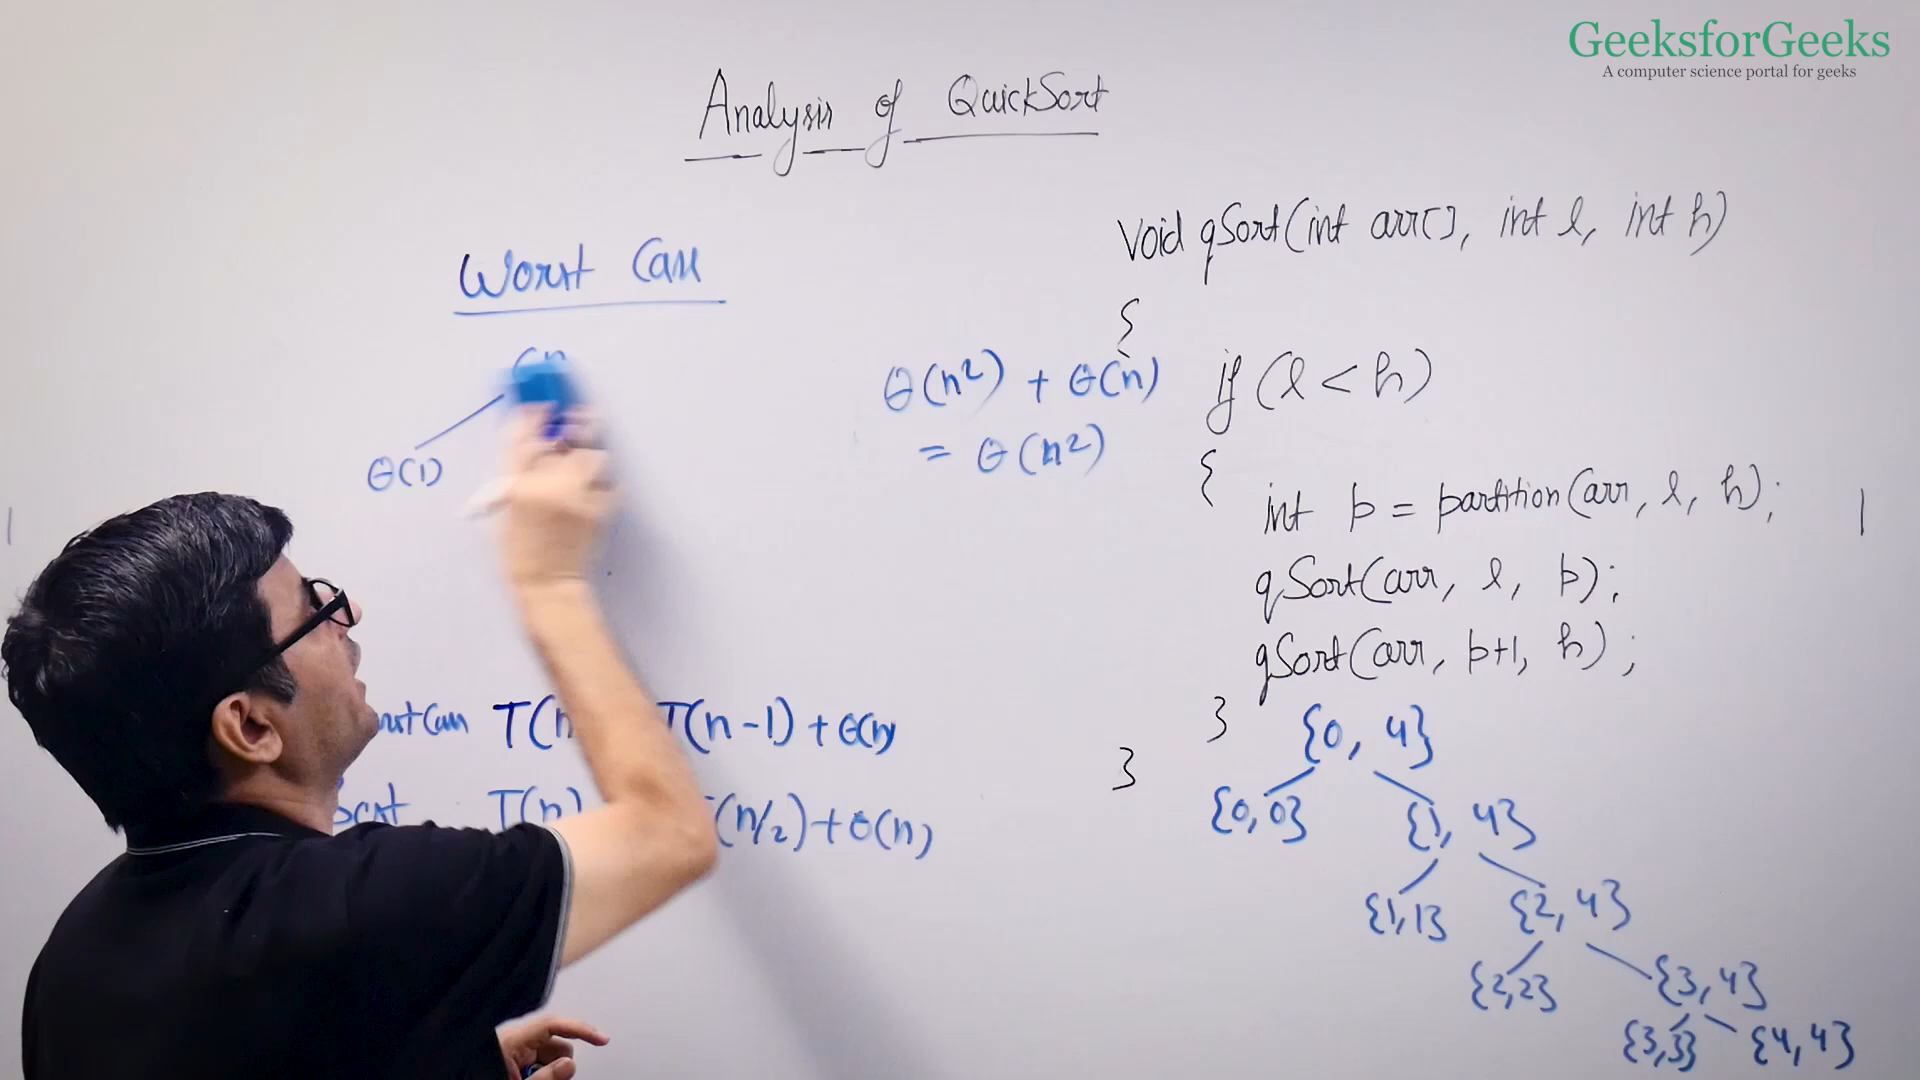 GeeksforGeeks
A computer science portal for geeks
Analysis of QuickSort
Worst Case
θ(1)
θ(n²) + θ(n)
= θ(n²)
void qSort(int arr[], int l, int h)
{
if (l < h)
{
int p = partition(arr, l, h);
qSort(arr, l, p);
qSort(arr, p+1, h);
}
}
Case T(n T(n-1) + θ(n)
T(n) (n/2) + θ(n)
{0, 4}
{0,0} {1, 4}
{1,1} {2, 4}
{2,2} {3, 4}
{3,3} {4,4}